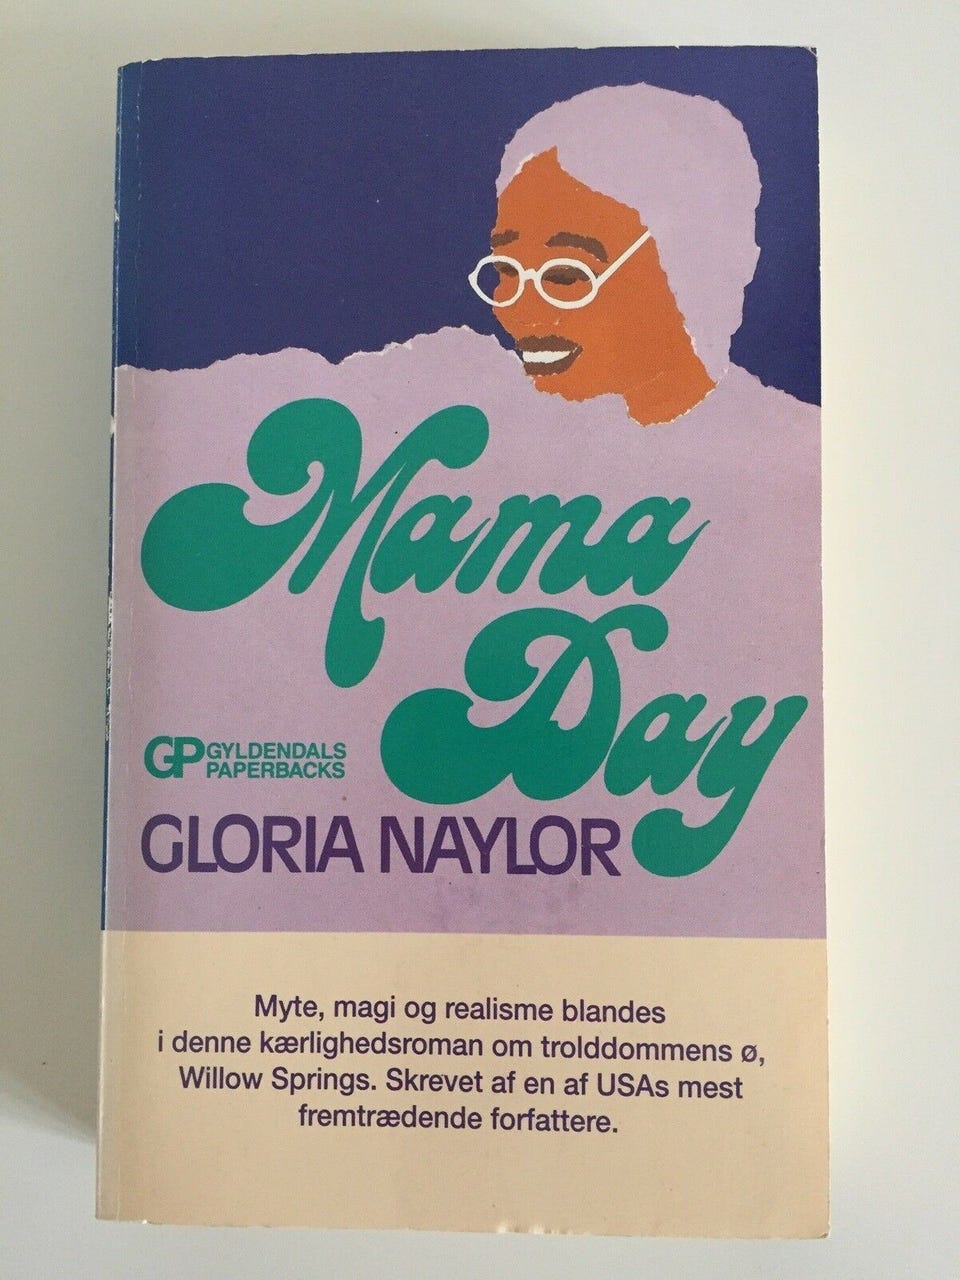 Mama
Day
GP GYLDENDALS
PAPERBACKS
GLORIA NAYLOR
Myte, magi og realisme blandes
i denne kærlighedsroman om trolddommens ø,
Willow Springs. Skrevet af en af USAs mest
fremtrædende forfattere.